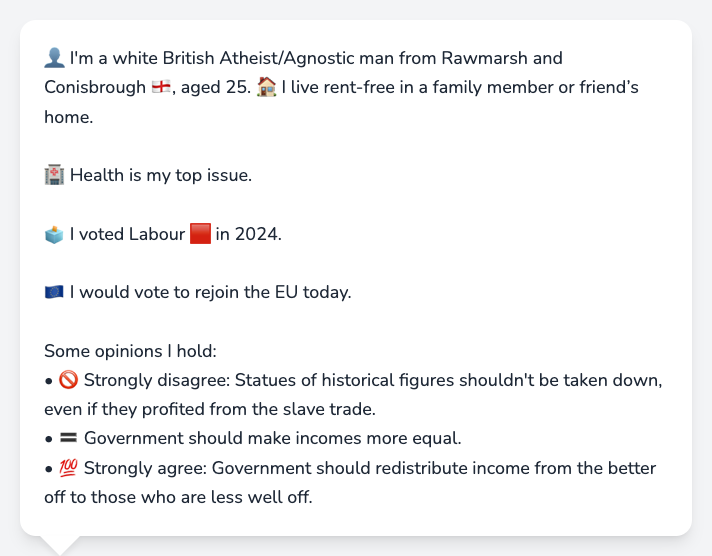 👤 I'm a white British Atheist/Agnostic man from Rawmarsh and
Conisbrough 🏴󠁧󠁢󠁥󠁮󠁧󠁿, aged 25. 🏠 I live rent-free in a family member or friend’s
home.
🏥 Health is my top issue.
🗳️ I voted Labour 🟥 in 2024.
🇪🇺 I would vote to rejoin the EU today.
Some opinions I hold:
• 🚫 Strongly disagree: Statues of historical figures shouldn't be taken down,
even if they profited from the slave trade.
• 🟰 Government should make incomes more equal.
• 💯 Strongly agree: Government should redistribute income from the better
off to those who are less well off.